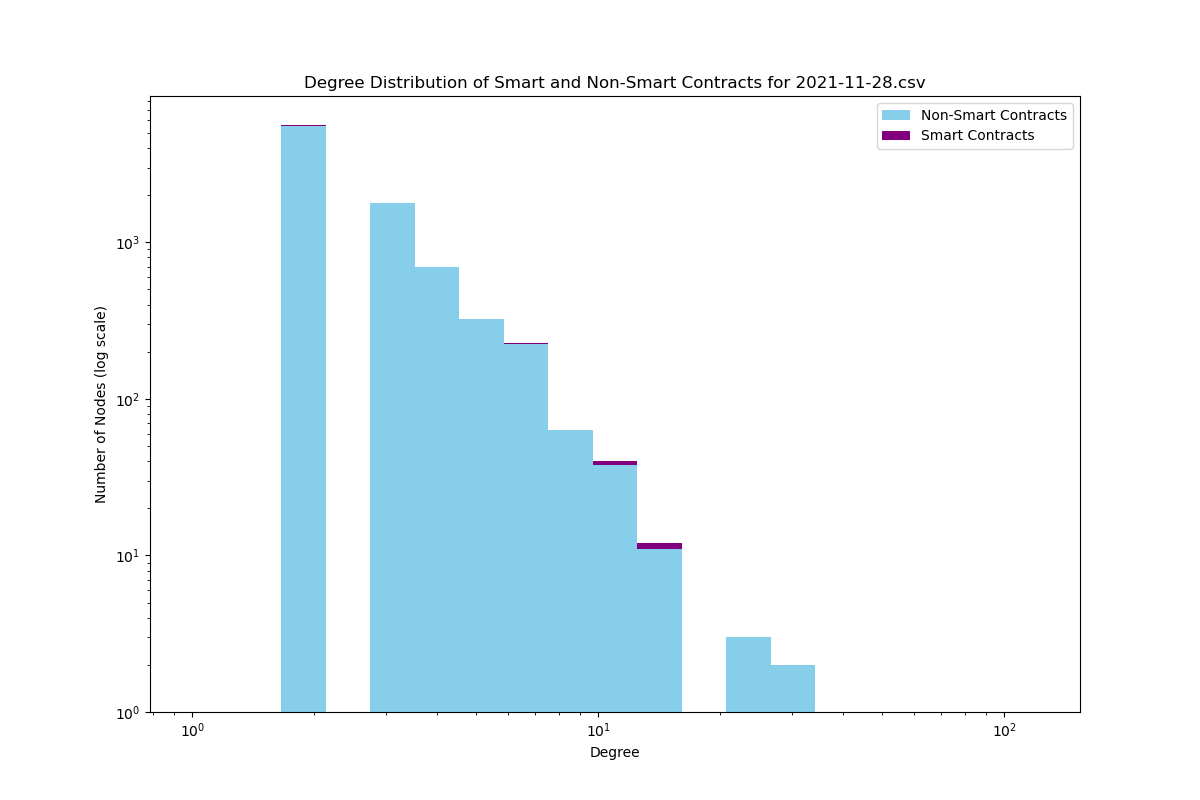 Degree Distribution of Smart and Non-Smart Contracts for 2021-11-28.csv
Non-Smart Contracts
Smart Contracts
Number of Nodes (log scale)
10³
10²
10¹
10⁰
10⁰ 10¹ 10²
Degree